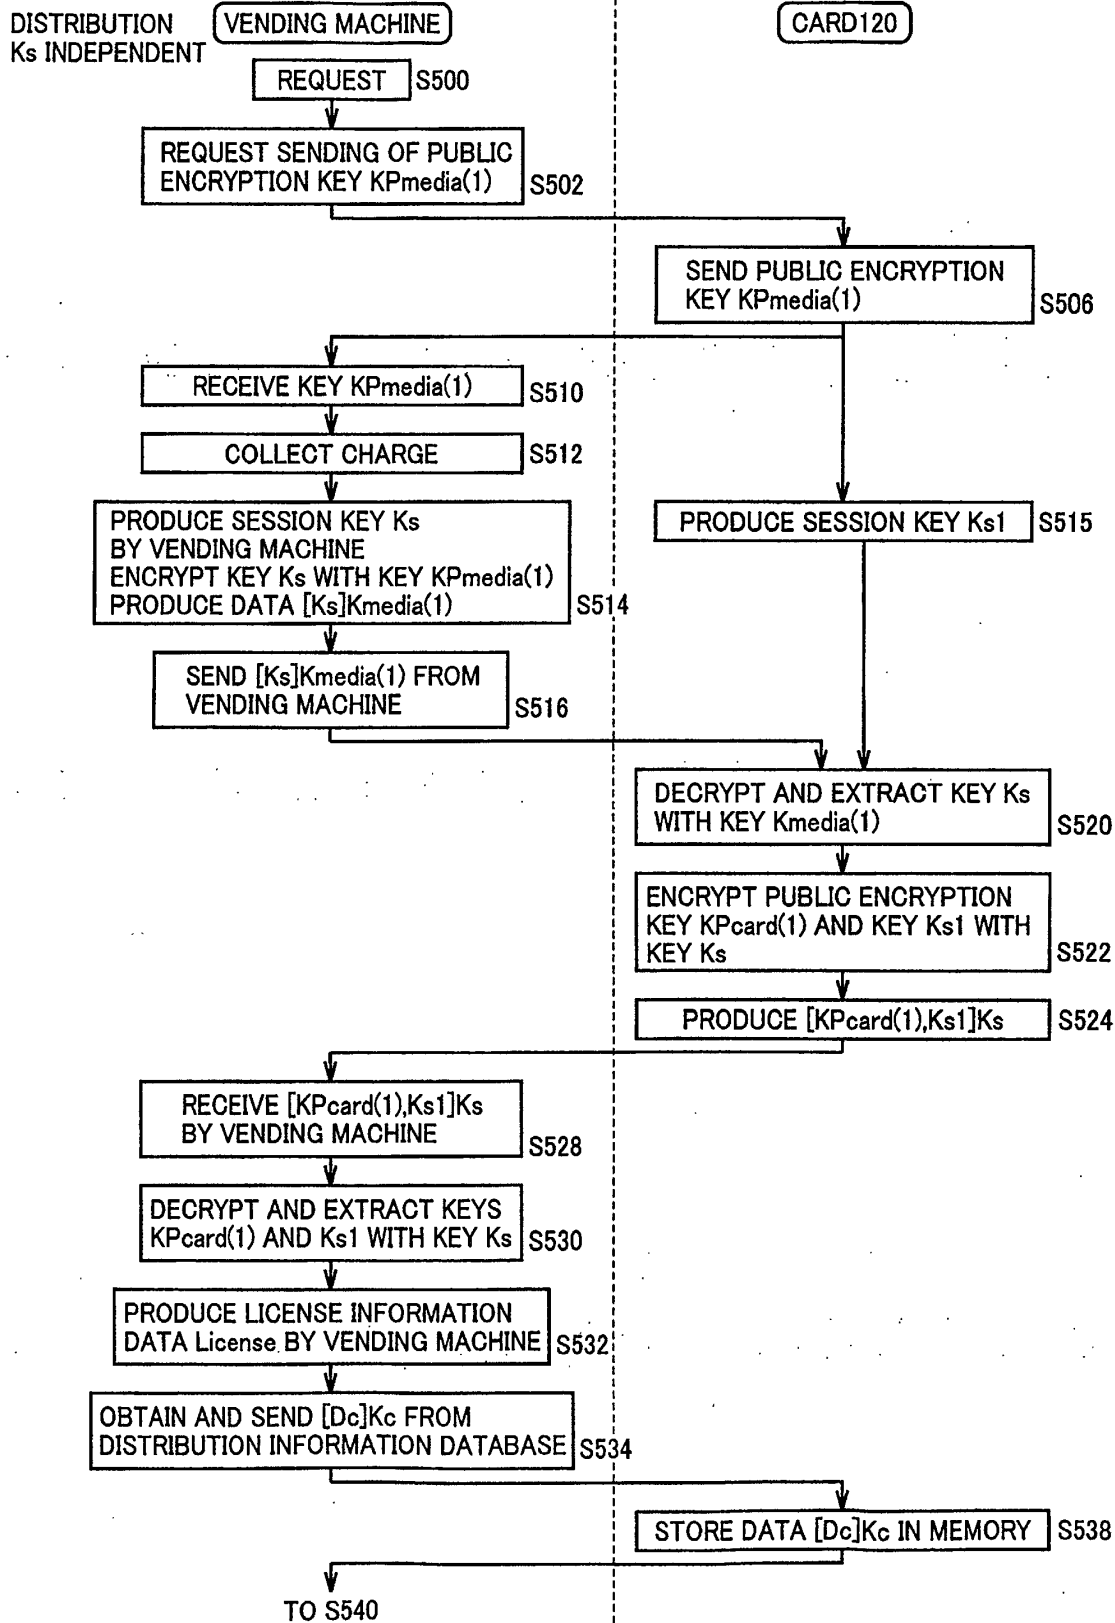 DISTRIBUTION
Ks INDEPENDENT
VENDING MACHINE
CARD120
REQUEST
S500
REQUEST SENDING OF PUBLIC
ENCRYPTION KEY KPmedia(1)
S502
SEND PUBLIC ENCRYPTION
KEY KPmedia(1)
S506
RECEIVE KEY KPmedia(1)
S510
COLLECT CHARGE
S512
PRODUCE SESSION KEY Ks
BY VENDING MACHINE
ENCRYPT KEY Ks WITH KEY KPmedia(1)
PRODUCE DATA [Ks]Kmedia(1)
S514
PRODUCE SESSION KEY Ks1
S515
SEND [Ks]Kmedia(1) FROM
VENDING MACHINE
S516
DECRYPT AND EXTRACT KEY Ks
WITH KEY Kmedia(1)
S520
ENCRYPT PUBLIC ENCRYPTION
KEY KPcard(1) AND KEY Ks1 WITH
KEY Ks
S522
PRODUCE [KPcard(1),Ks1]Ks
S524
RECEIVE [KPcard(1),Ks1]Ks
BY VENDING MACHINE
S528
DECRYPT AND EXTRACT KEYS
KPcard(1) AND Ks1 WITH KEY Ks
S530
PRODUCE LICENSE INFORMATION
DATA License BY VENDING MACHINE
S532
OBTAIN AND SEND [Dc]Kc FROM
DISTRIBUTION INFORMATION DATABASE
S534
STORE DATA [Dc]Kc IN MEMORY
S538
TO S540